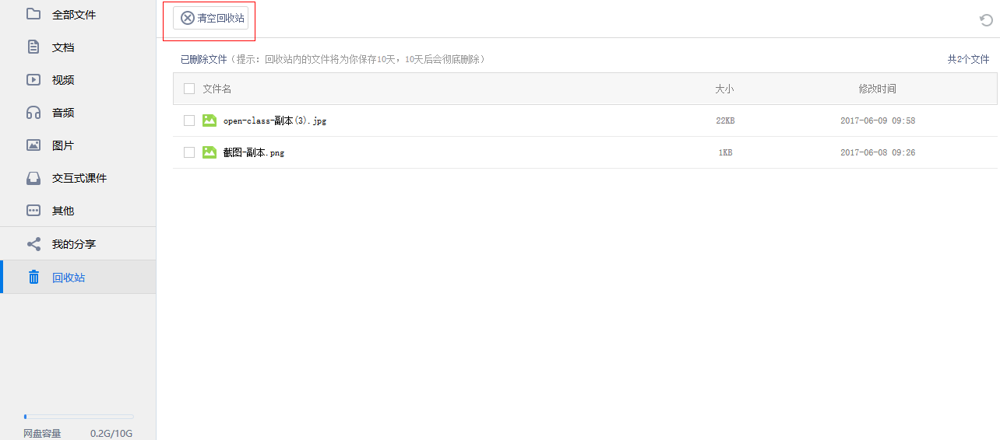 全部文件
文档
视频
音频
图片
交互式课件
其他
我的分享
回收站
网盘容量 0.2G/10G
清空回收站
已删除文件（提示：回收站内的文件将为你保存10天，10天后会彻底删除） 共2个文件
文件名 大小 修改时间
open-class-副本(3).jpg 22KB 2017-06-09 09:58
截图-副本.png 1KB 2017-06-08 09:26